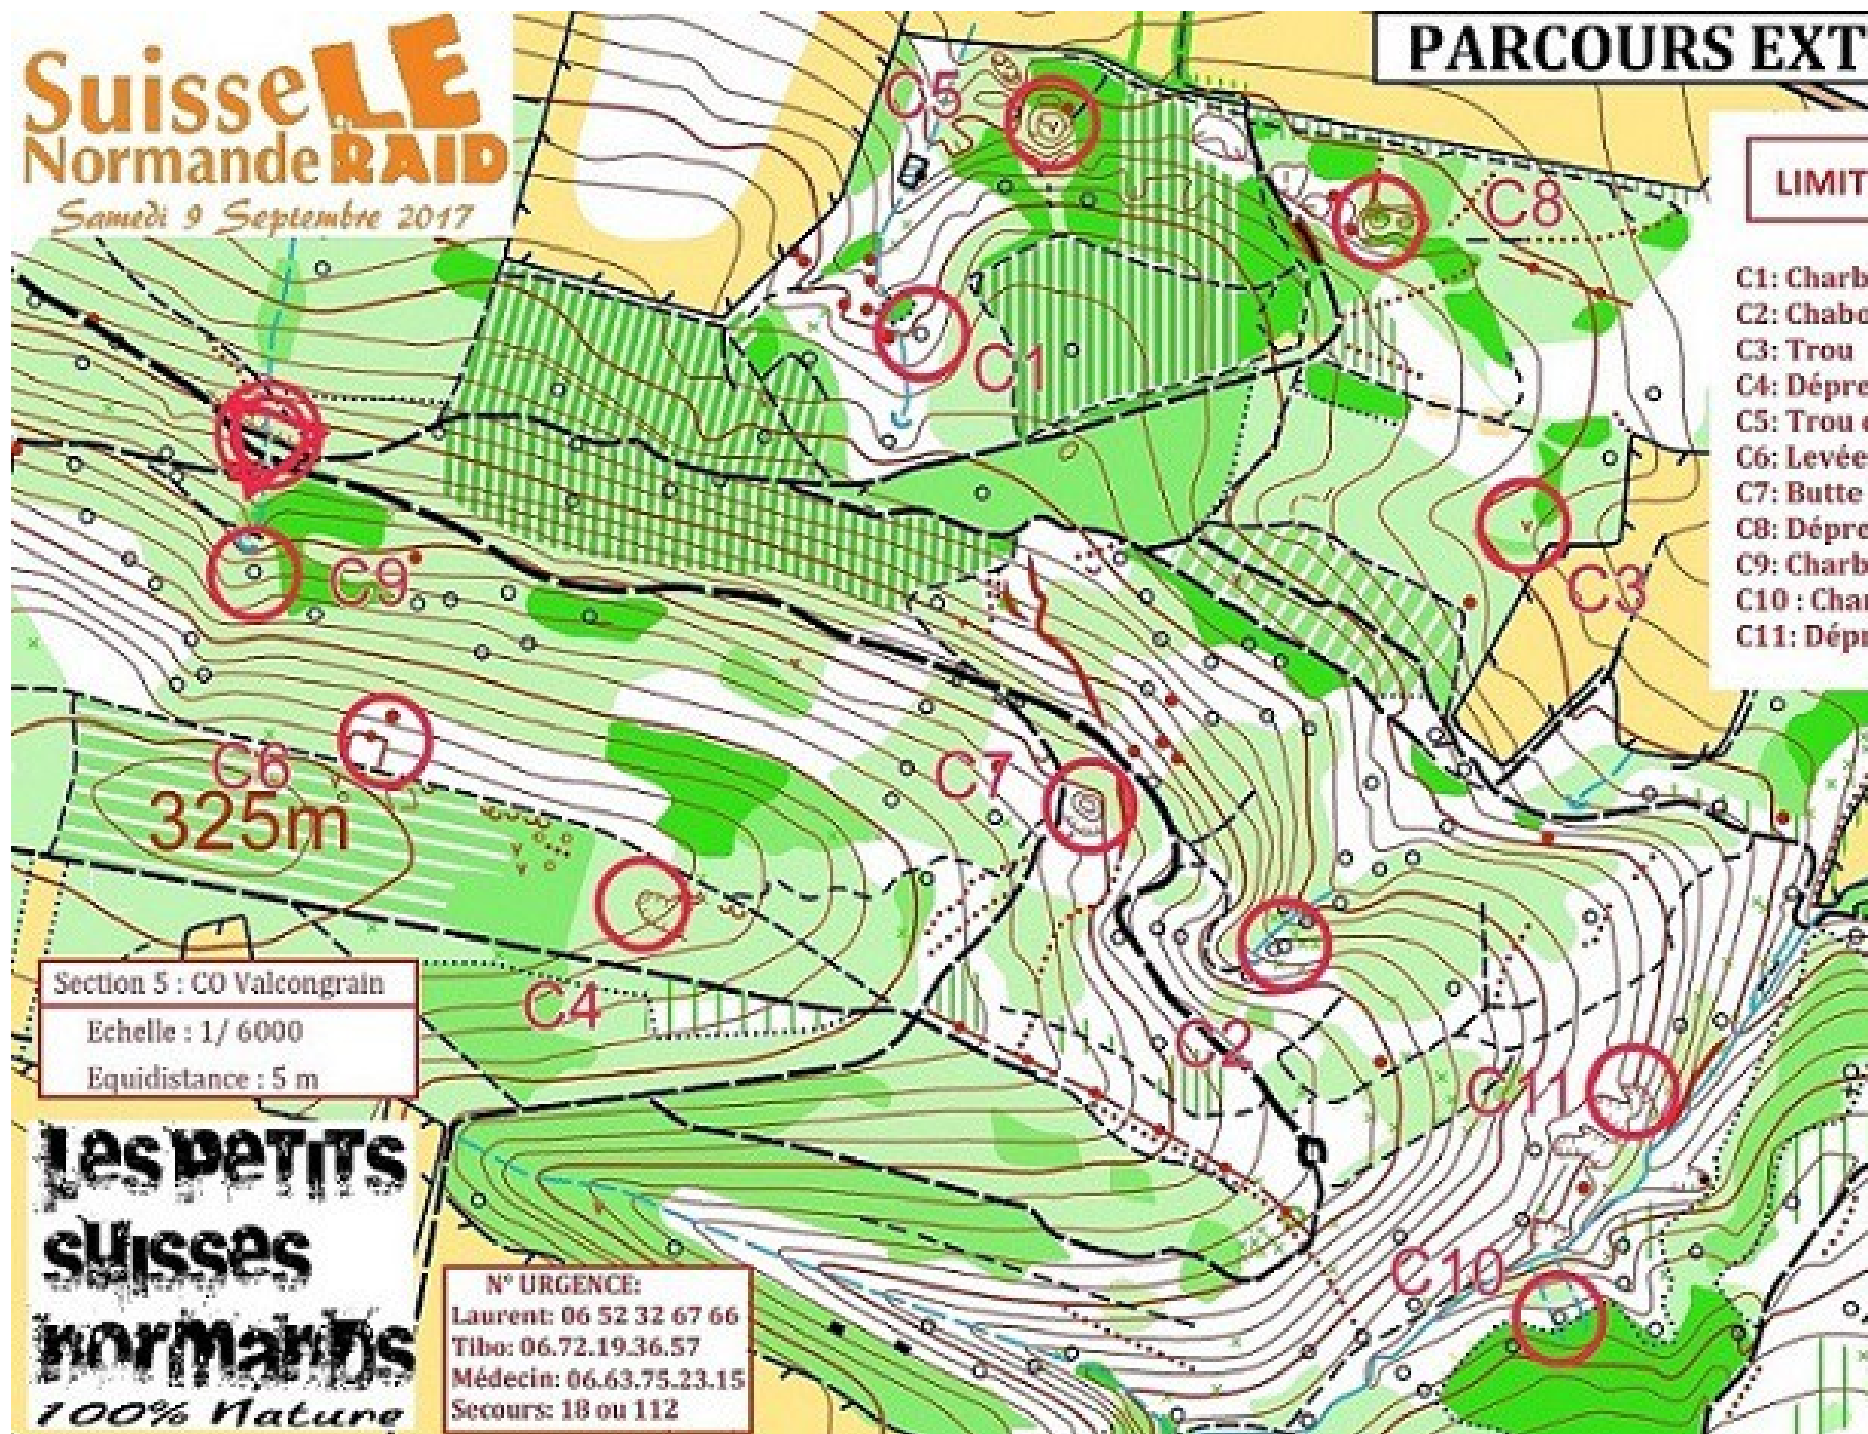 Suisse LE
Normande RAID
Samedi 9 Septembre 2017
PARCOURS EXT
LIMIT
C1: Charb
C2: Chabo
C3: Trou
C4: Dépre
C5: Trou
C6: Levée
C7: Butte
C8: Dépre
C9: Charb
C10 : Char
C11: Dépr
C5
C8
C1
C9
C3
C6
C7
325m
C4
C2
C11
C10
Section 5 : CO Valcongrain
Echelle : 1/ 6000
Equidistance : 5 m
Les Petits
suisses
normands
100% Nature
N° URGENCE:
Laurent: 06 52 32 67 66
Tibo: 06.72.19.36.57
Médecin: 06.63.75.23.15
Secours: 18 ou 112